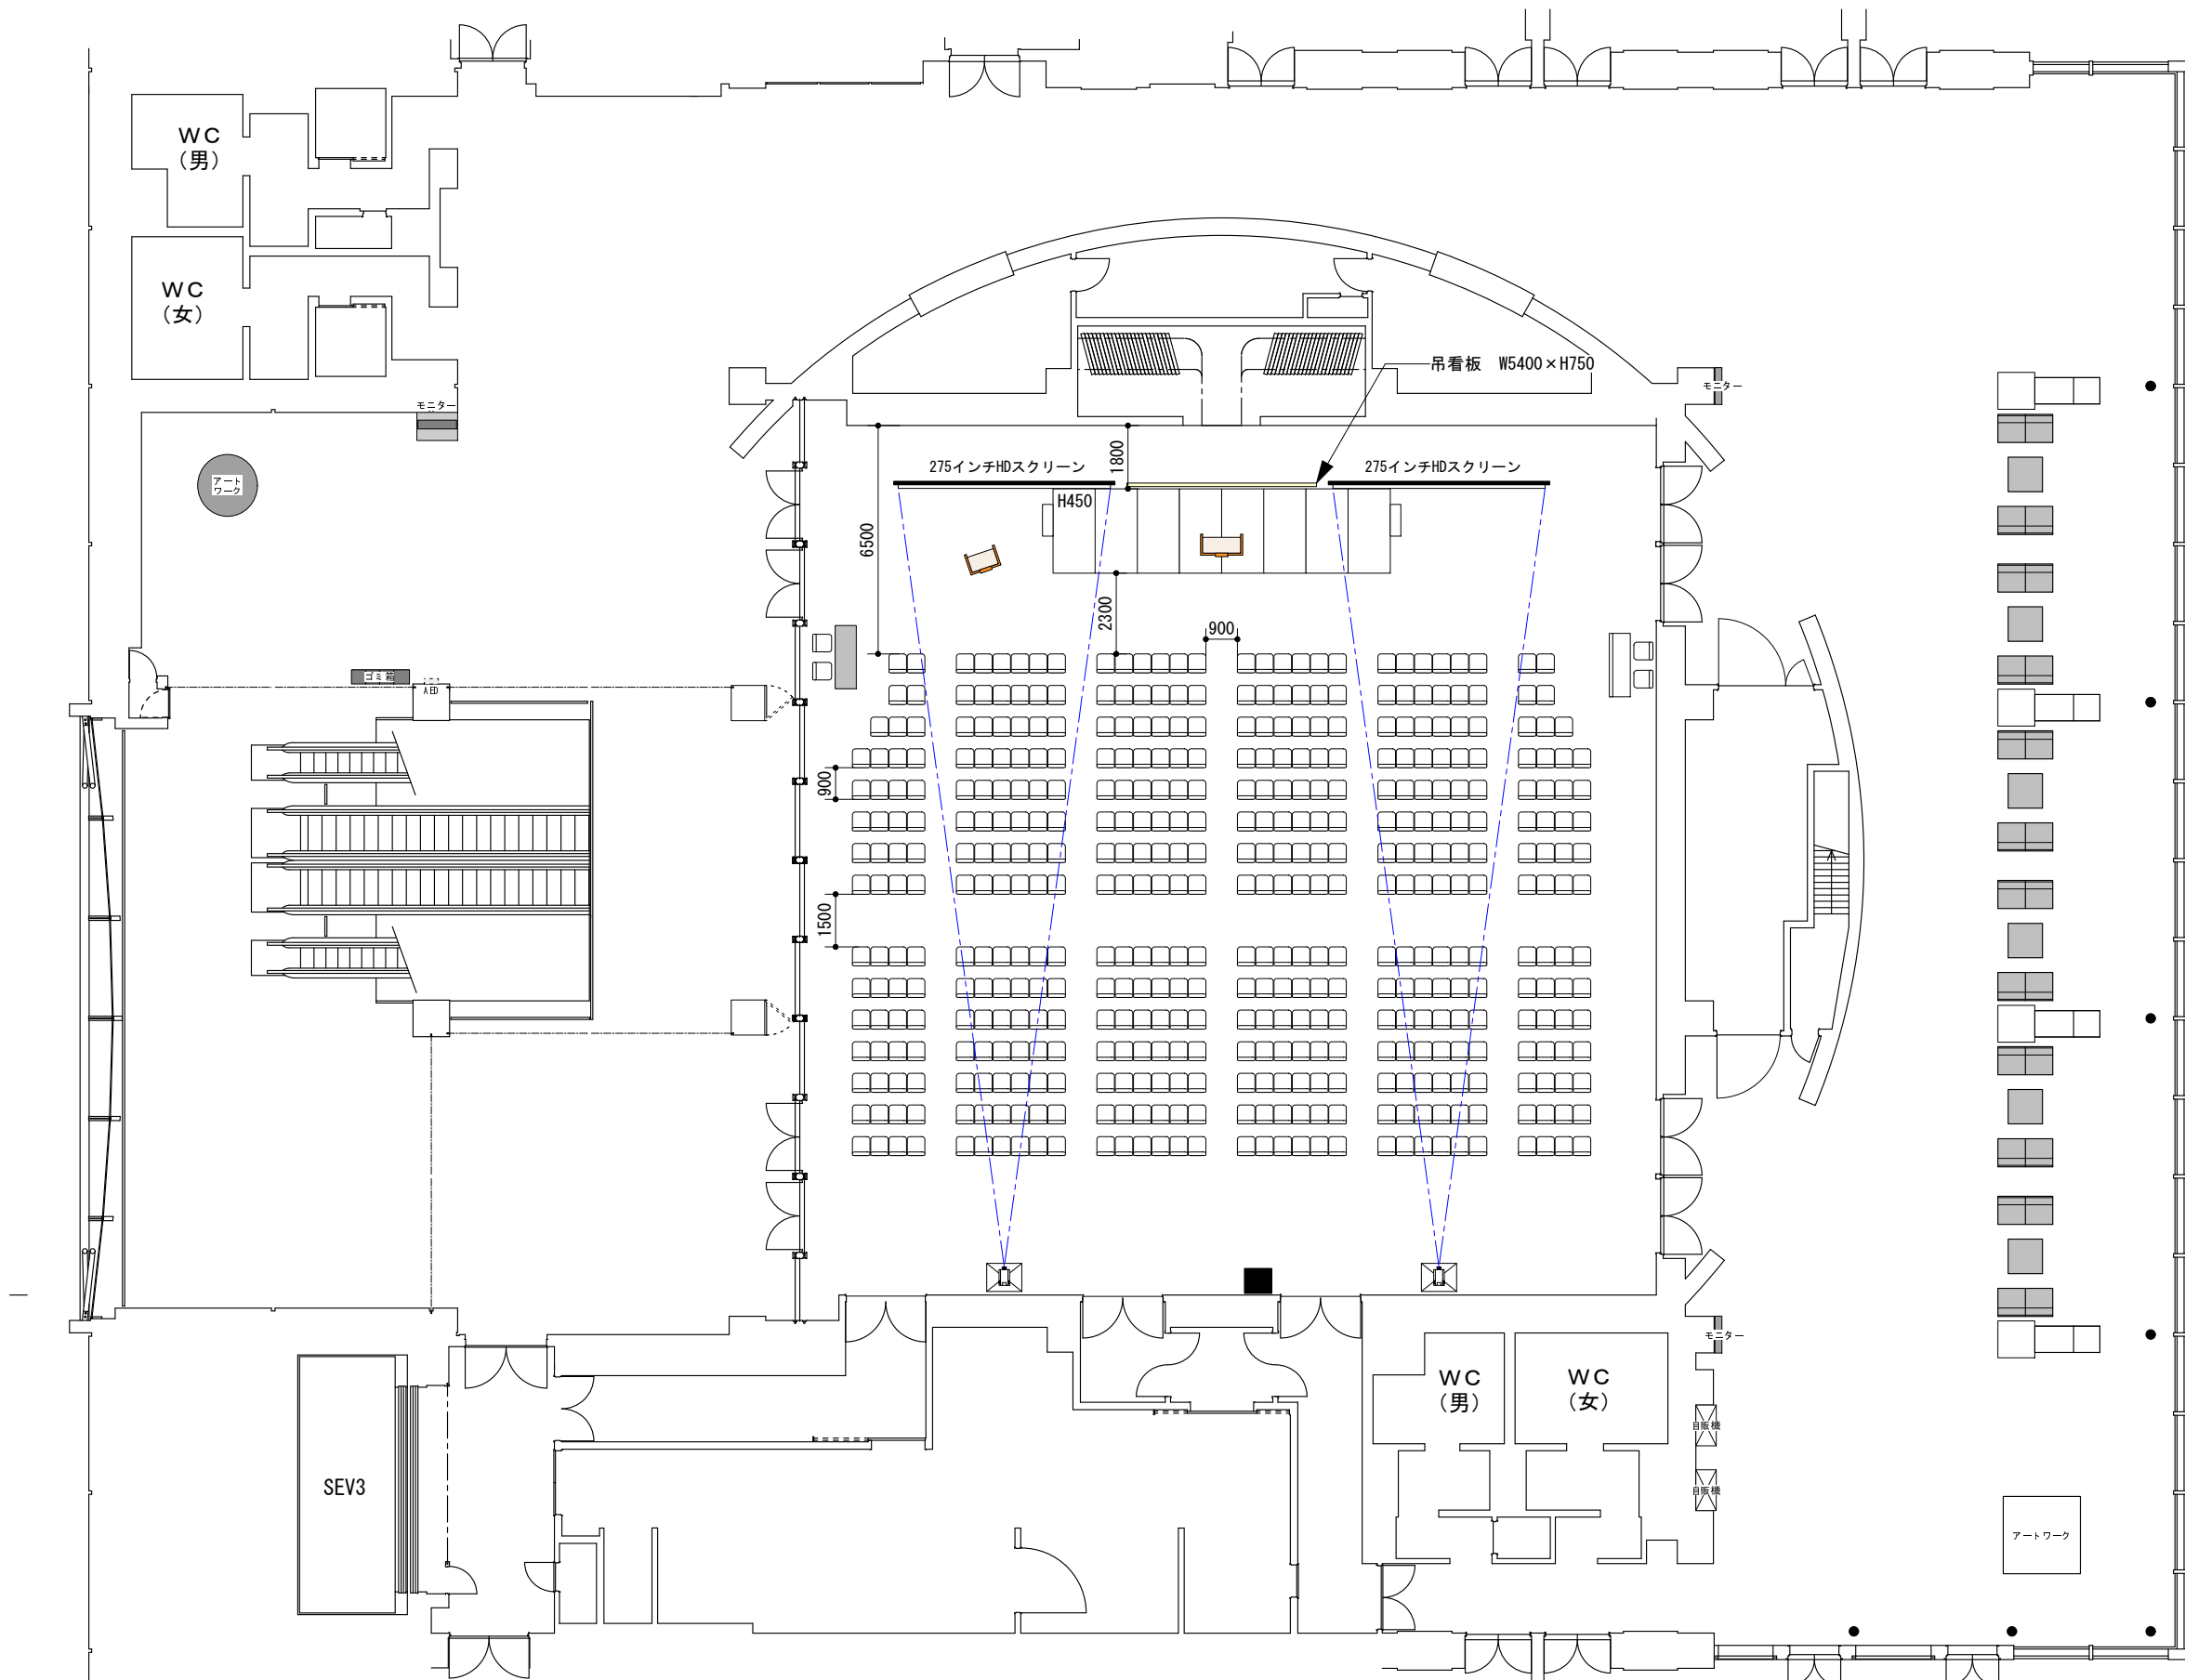 WC
(男)
WC
(女)
モニター
アート
ワーク
吊看板 W5400×H750
モニター
275インチHDスクリーン
1800
275インチHDスクリーン
H450
6500
2300
900
ゴミ箱
AED
900
1500
モニター
WC
(男)
WC
(女)
自販機
自販機
SEV3
アートワーク